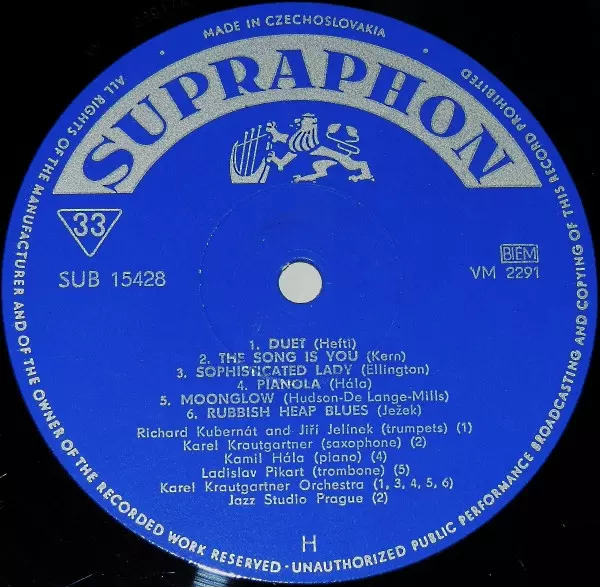 MADE IN CZECHOSLOVAKIA
SUPRAPHON
33
SUB 15428
BIEM
VM 2291
1. DUET (Hefti)
2. THE SONG IS YOU (Kern)
3. SOPHISTICATED LADY (Ellington)
4. PIANOLA (Hála)
5. MOONGLOW (Hudson-De Lange-Mills)
6. RUBBISH HEAP BLUES (Ježek)
Richard Kubernát and Jiří Jelínek (trumpets) (1)
Karel Krautgartner (saxophone) (2)
Kamil Hála (piano) (4)
Ladislav Pikart (trombone) (5)
Karel Krautgartner Orchestra (1, 3, 4, 5, 6)
Jazz Studio Prague (2)
H
ALL RIGHTS OF THE MANUFACTURER AND OF THE OWNER OF THE RECORDED WORK RESERVED · UNAUTHORIZED PUBLIC PERFORMANCE BROADCASTING AND COPYING OF THIS RECORD PROHIBITED